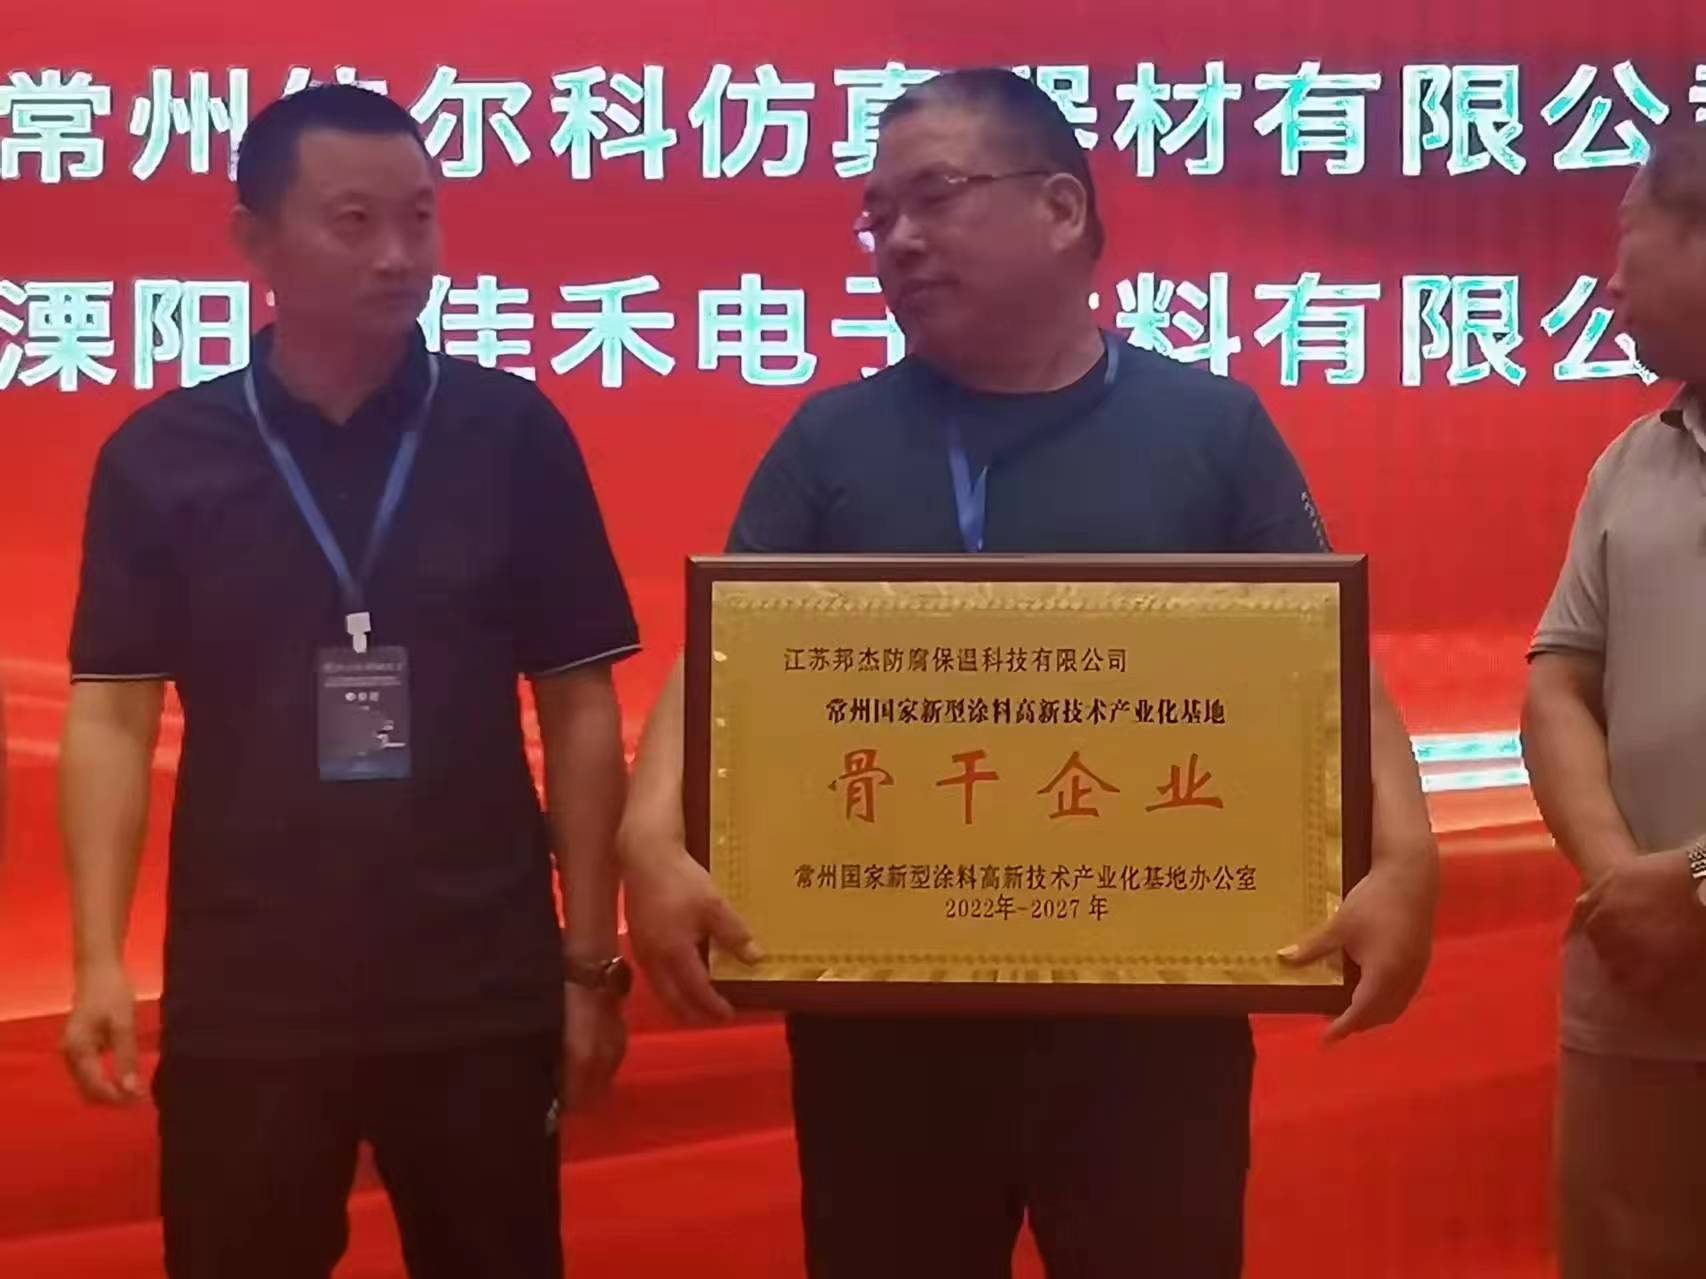 常州 尔科仿真器材有限公
溧阳 佳禾电子 料有限公
江苏邦杰防腐保温科技有限公司
常州国家新型涂料高新技术产业化基地
骨干企业
常州国家新型涂料高新技术产业化基地办公室
2022年-2027年